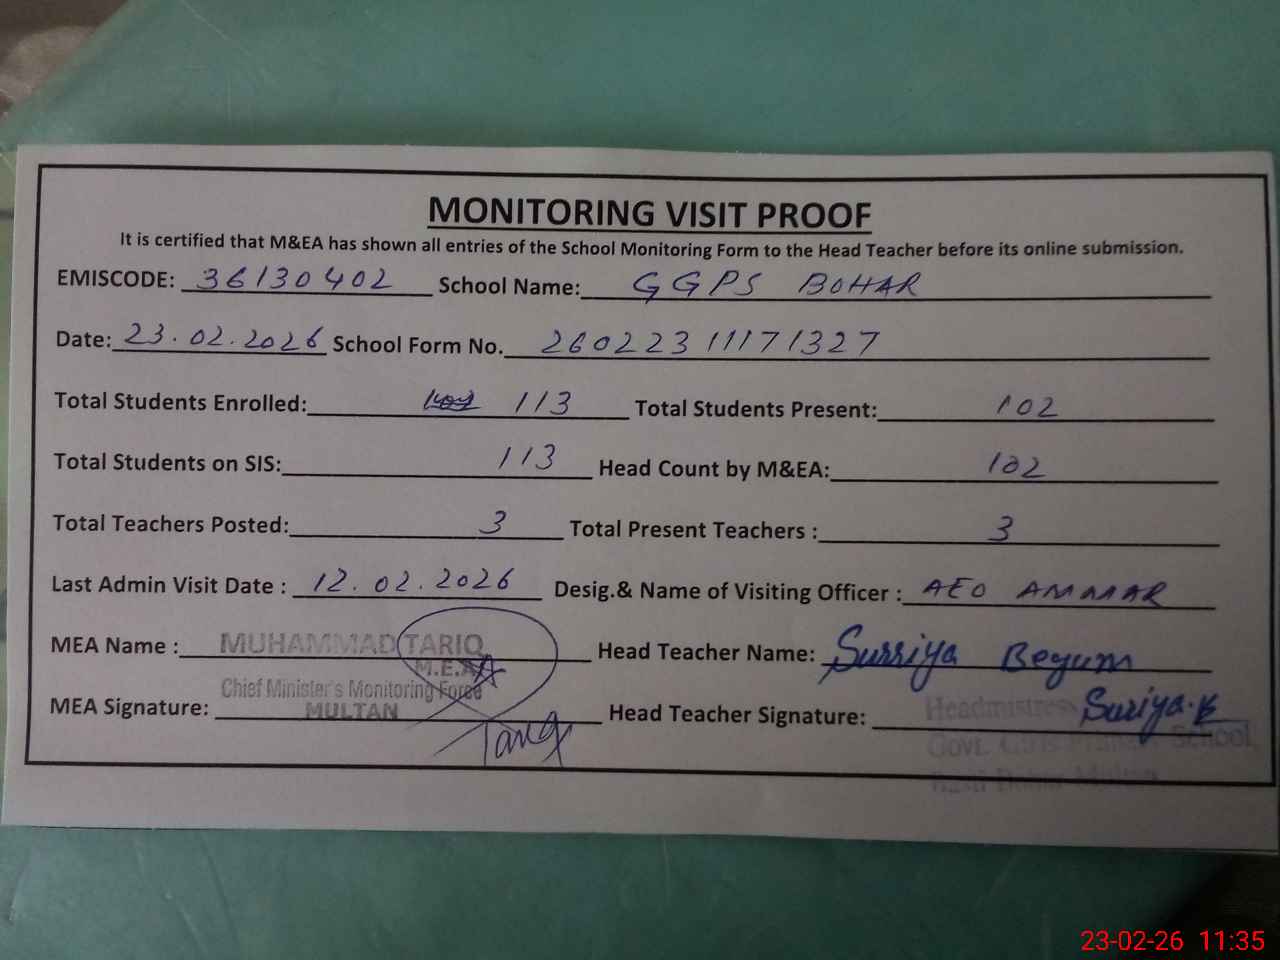 MONITORING VISIT PROOF
It is certified that M&EA has shown all entries of the School Monitoring Form to the Head Teacher before its online submission.
EMISCODE: 36130402 School Name: GGPS BOHAR
Date: 23.02.2026 School Form No. 26022311171327
Total Students Enrolled: 113 Total Students Present: 102
Total Students on SIS: 113 Head Count by M&EA: 102
Total Teachers Posted: 3 Total Present Teachers : 3
Last Admin Visit Date : 12.02.2026 Desig.& Name of Visiting Officer : AEO AMMAR
MEA Name : MUHAMMAD TARIQ Head Teacher Name: Surriya Begum
M.E.A
Chief Minister's Monitoring Force
MULTAN
MEA Signature: Tariq Head Teacher Signature: Suriya.B
Headmistress
Govt. Girls Primary School
Multan
23-02-26 11:35